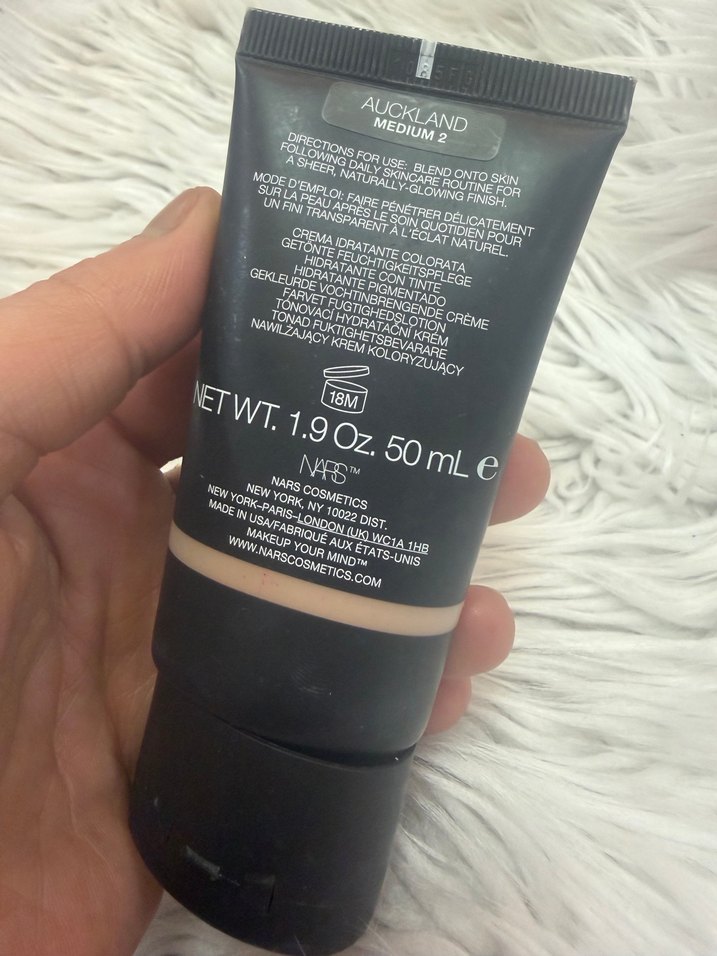 AUCKLAND
MEDIUM 2
DIRECTIONS FOR USE: BLEND ONTO SKIN
FOLLOWING DAILY SKINCARE ROUTINE FOR
A SHEER, NATURALLY-GLOWING FINISH.
MODE D'EMPLOI: FAIRE PÉNÉTRER DÉLICATEMENT
SUR LA PEAU APRÈS LE SOIN QUOTIDIEN POUR
UN FINI TRANSPARENT À L'ÉCLAT NATUREL.
CREMA IDRATANTE COLORATA
GETÖNTE FEUCHTIGKEITSPFLEGE
HIDRATANTE CON TINTE
HIDRATANTE PIGMENTADO
GEKLEURDE VOCHTINBRENGENDE CRÈME
FARVET FUGTIGHEDSLOTION
TÓNOVACÍ HYDRATAČNÍ KRÉM
TONAD FUKTIGHETSBEVARARE
NAWILŻAJĄCY KREM KOLORYZUJĄCY
18M
NET WT. 1.9 Oz. 50 mL e
NARS™
NARS COSMETICS
NEW YORK, NY 10022 DIST.
NEW YORK–PARIS–LONDON (UK) WC1A 1HB
MADE IN USA/FABRIQUÉ AUX ÉTATS-UNIS
MAKEUP YOUR MIND™
WWW.NARSCOSMETICS.COM